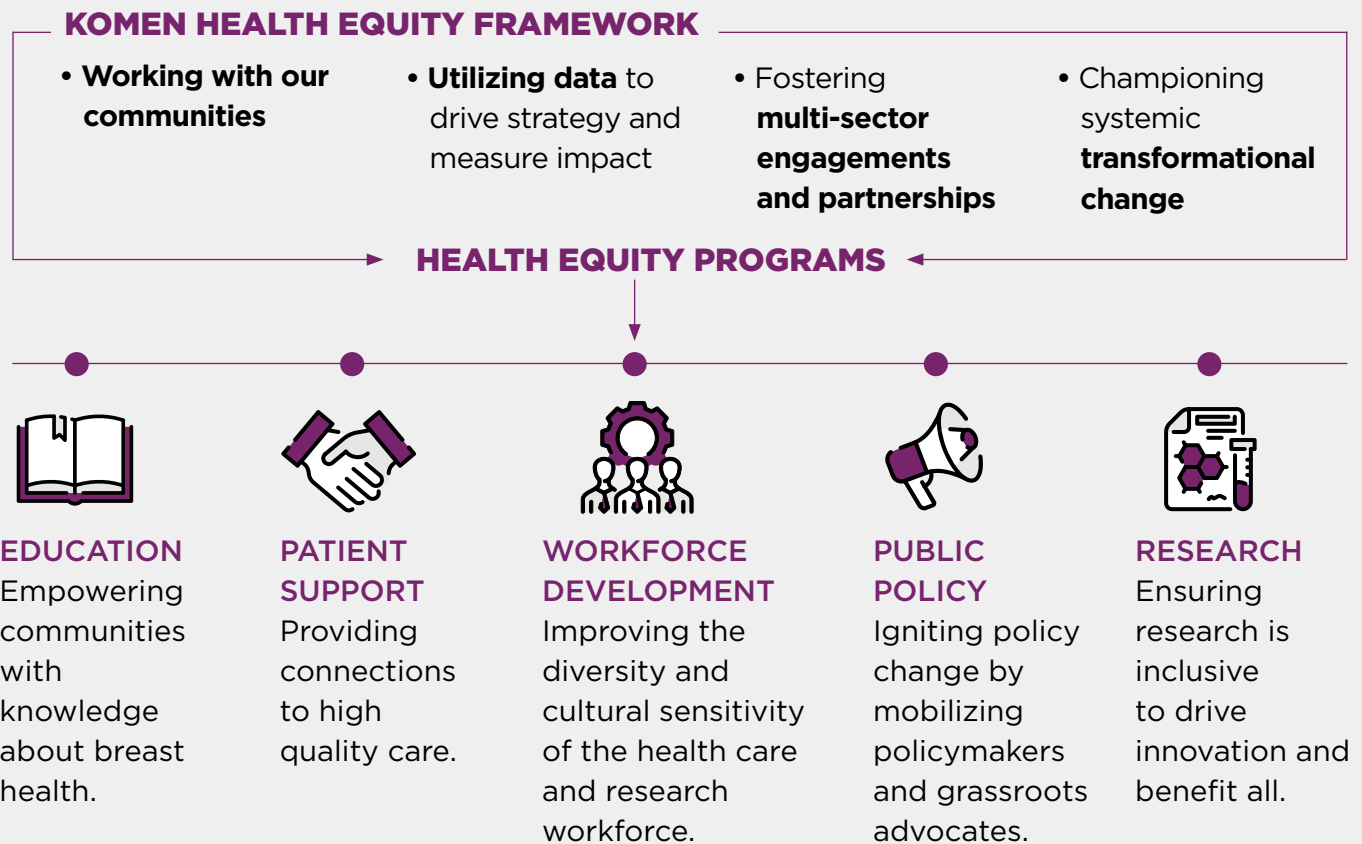 KOMEN HEALTH EQUITY FRAMEWORK
• Working with our
communities
• Utilizing data to
drive strategy and
measure impact
• Fostering
multi-sector
engagements
and partnerships
• Championing
systemic
transformational
change
HEALTH EQUITY PROGRAMS
EDUCATION
Empowering
communities
with
knowledge
about breast
health.
PATIENT
SUPPORT
Providing
connections
to high
quality care.
WORKFORCE
DEVELOPMENT
Improving the
diversity and
cultural sensitivity
of the health care
and research
workforce.
PUBLIC
POLICY
Igniting policy
change by
mobilizing
policymakers
and grassroots
advocates.
RESEARCH
Ensuring
research is
inclusive
to drive
innovation and
benefit all.